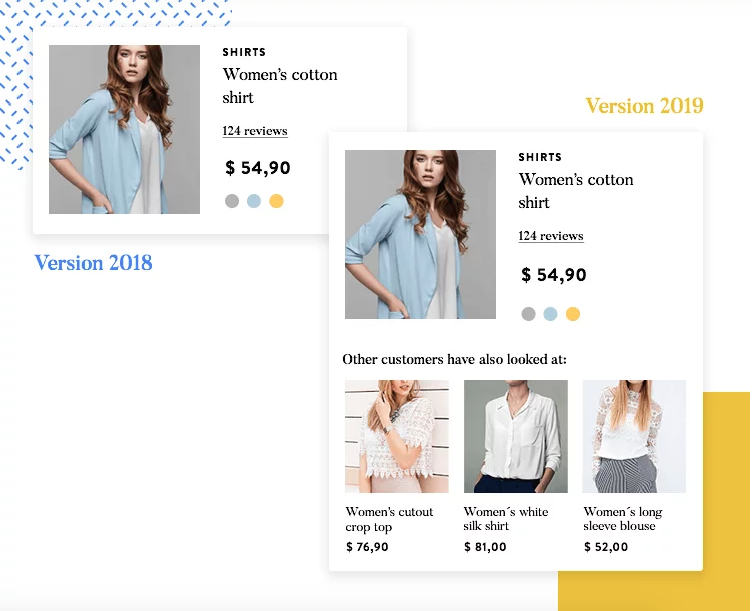 SHIRTS
Women's cotton
shirt
124 reviews
$ 54,90
Version 2018
Version 2019
SHIRTS
Women's cotton
shirt
124 reviews
$ 54,90
Other customers have also looked at:
Women's cutout
crop top
$ 76,90
Women´s white
silk shirt
$ 81,00
Women´s long
sleeve blouse
$ 52,00